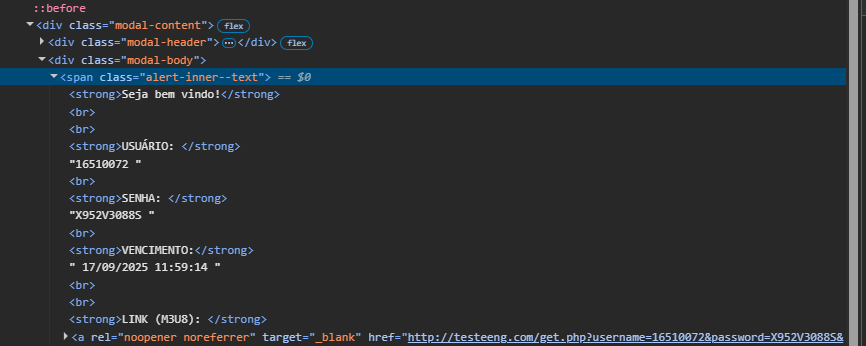 ::before
<div class="modal-content"> flex
<div class="modal-header"> ⋯ </div> flex
<div class="modal-body">
<span class="alert-inner--text"> == $0
<strong>Seja bem vindo!</strong>
<br>
<br>
<strong>USUÁRIO: </strong>
"16510072 "
<br>
<strong>SENHA: </strong>
"X952V3088S "
<br>
<strong>VENCIMENTO:</strong>
" 17/09/2025 11:59:14 "
<br>
<br>
<strong>LINK (M3U8): </strong>
<a rel="noopener noreferrer" target="_blank" href="http://testeeng.com/get.php?username=16510072&password=X952V3088S&